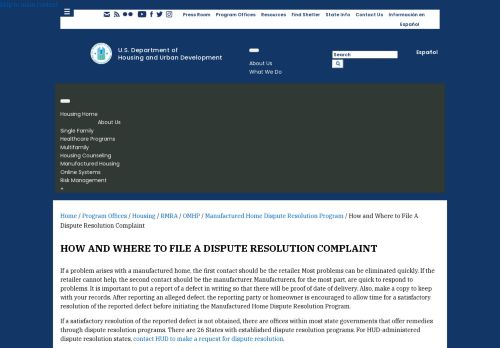 Skip to main content
Press Room Program Offices Resources Find Shelter State Info Contact Us Información en
Español
U.S. Department of
Housing and Urban Development
About Us
What We Do
Search
Español
Housing Home
About Us
Single Family
Healthcare Programs
Multifamily
Housing Counseling
Manufactured Housing
Online Systems
Risk Management
+
Home / Program Offices / Housing / RMRA / OMHP / Manufactured Home Dispute Resolution Program / How and Where to File A
Dispute Resolution Complaint
HOW AND WHERE TO FILE A DISPUTE RESOLUTION COMPLAINT
If a problem arises with a manufactured home, the first contact should be the retailer. Most problems can be eliminated quickly. If the
retailer cannot help, the second contact should be the manufacturer. Manufacturers, for the most part, are quick to respond to
problems. It is important to put a report of a defect in writing so that there will be proof of date of delivery. Also, make a copy to keep
with your records. After reporting an alleged defect, the reporting party or homeowner is encouraged to allow time for a satisfactory
resolution of the reported defect before initiating the Manufactured Home Dispute Resolution Program.
If a satisfactory resolution of the reported defect is not obtained, there are offices within most state governments that offer remedies
through dispute resolution programs. There are 26 States with established dispute resolution programs. For HUD-administered
dispute resolution states, contact HUD to make a request for dispute resolution.